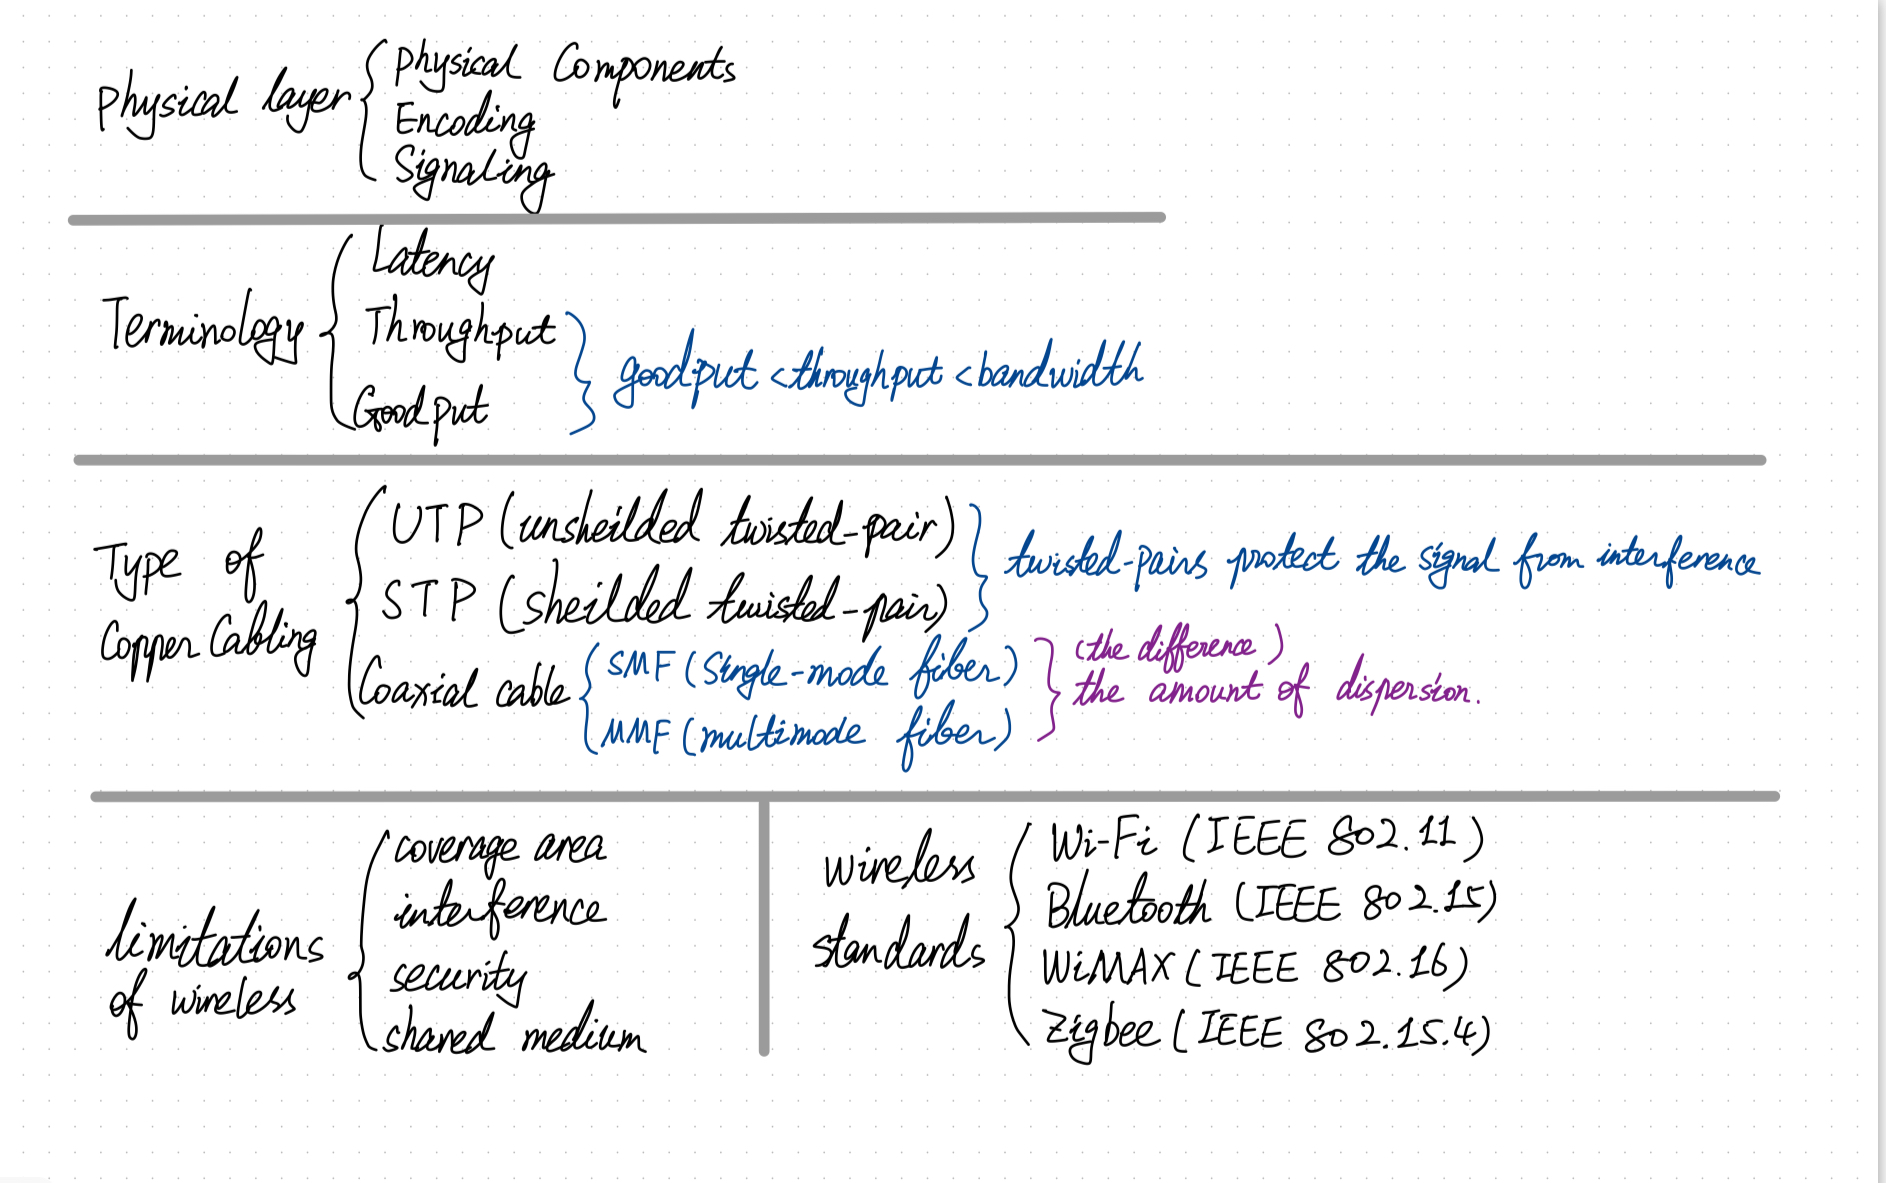 Physical layer
Physical Components
Encoding
Signaling
Terminology
Latency
Throughput
Goodput
goodput < throughput < bandwidth
Type of
Copper Cabling
UTP (unsheilded twisted-pair)
STP (sheilded twisted-pair)
twisted-pairs protect the signal from interference
Coaxial cable
SMF (Single-mode fiber)
MMF (multimode fiber)
(the difference)
the amount of dispersion.
limitations
of wireless
coverage area
interference
security
shared medium
wireless
standards
Wi-Fi (IEEE 802.11)
Bluetooth (IEEE 802.15)
WiMAX (IEEE 802.16)
Zigbee (IEEE 802.15.4)